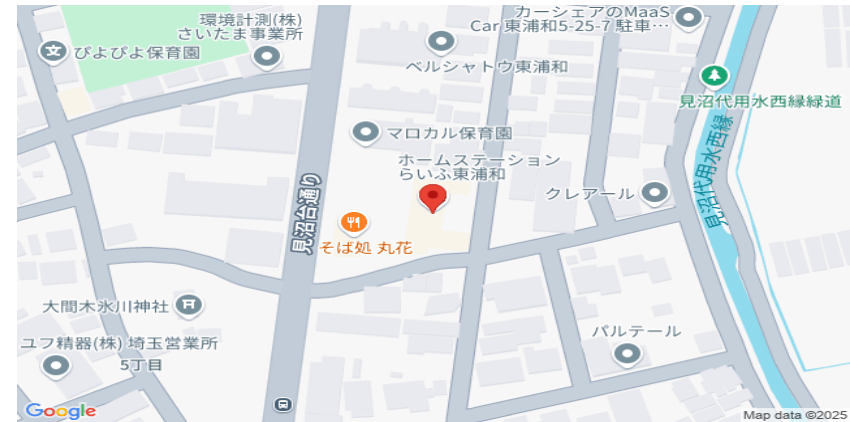 環境計測(株)
さいたま事業所
カーシェアのMaaS
Car 東浦和5-25-7 駐車…
ぴよぴよ保育園
ベルシャトウ東浦和
見沼代用水西縁緑道
マロカル保育園
見沼代用水西縁
ホームステーション
らいふ東浦和
見沼台通り
クレアール
そば処 丸花
大間木氷川神社
パルテール
ユフ精器(株) 埼玉営業所
5丁目
Google
Map data ©2025